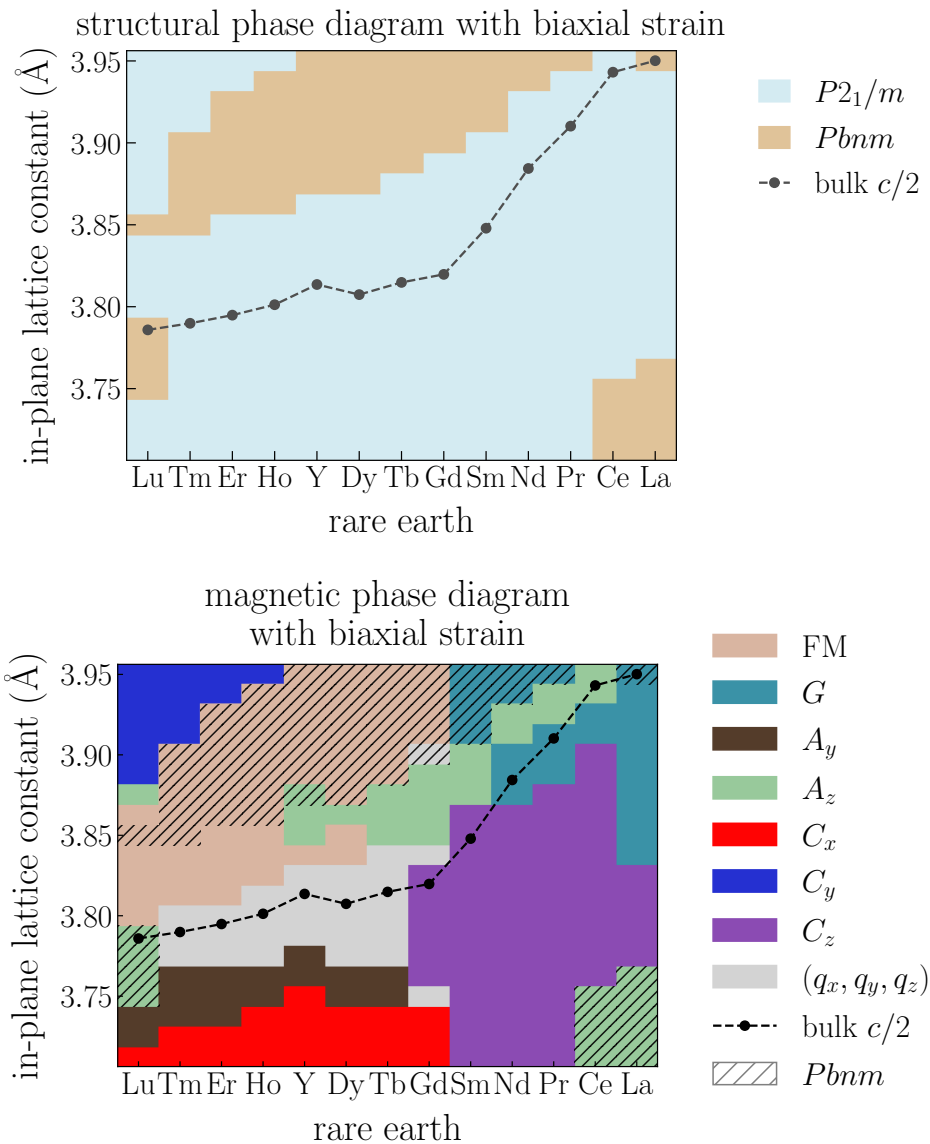 structural phase diagram with biaxial strain
in-plane lattice constant (Å)
3.95
3.90
3.85
3.80
3.75
Lu Tm Er Ho Y Dy Tb Gd Sm Nd Pr Ce La
rare earth
P2₁/m
Pbnm
bulk c/2
magnetic phase diagram
with biaxial strain
in-plane lattice constant (Å)
3.95
3.90
3.85
3.80
3.75
Lu Tm Er Ho Y Dy Tb Gd Sm Nd Pr Ce La
rare earth
FM
G
A_y
A_z
C_x
C_y
C_z
(q_x, q_y, q_z)
bulk c/2
Pbnm